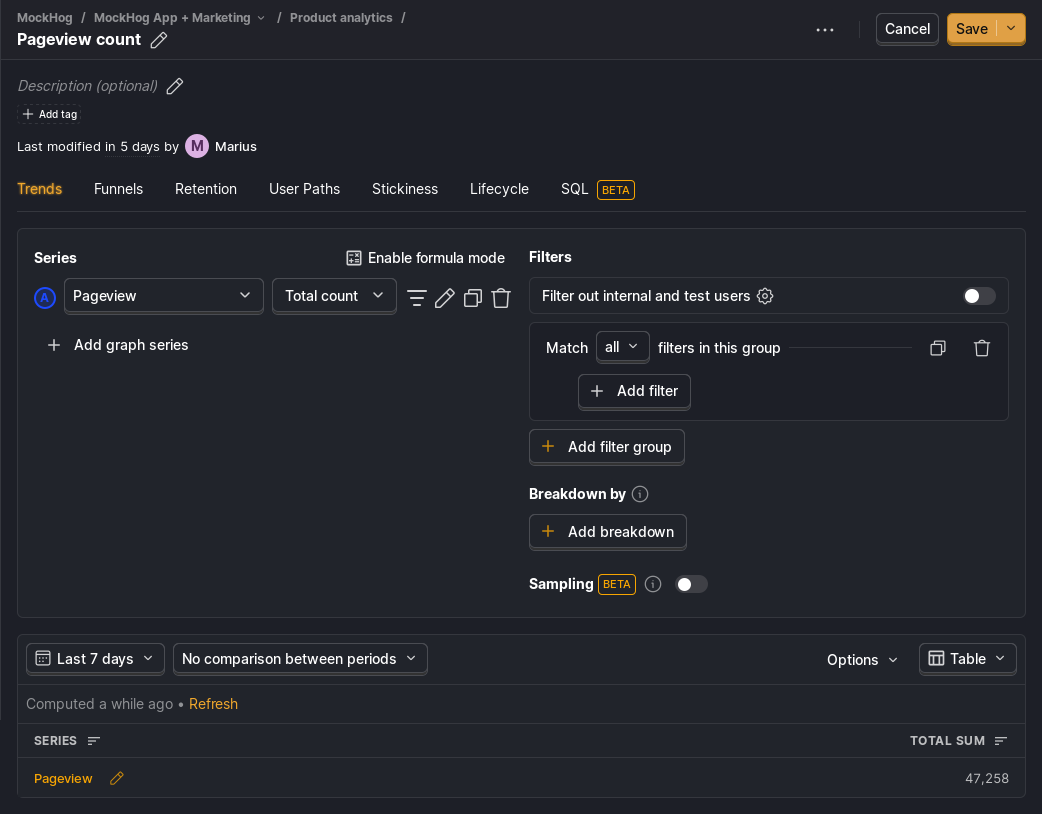 MockHog / MockHog App + Marketing / Product analytics /
Pageview count
Cancel
Save
Description (optional)
Add tag
Last modified in 5 days by M Marius
Trends Funnels Retention User Paths Stickiness Lifecycle SQL BETA
Series
Enable formula mode
A Pageview Total count
Add graph series
Filters
Filter out internal and test users
Match all filters in this group
Add filter
Add filter group
Breakdown by
Add breakdown
Sampling BETA
Last 7 days No comparison between periods Options Table
Computed a while ago • Refresh
SERIES TOTAL SUM
Pageview 47,258